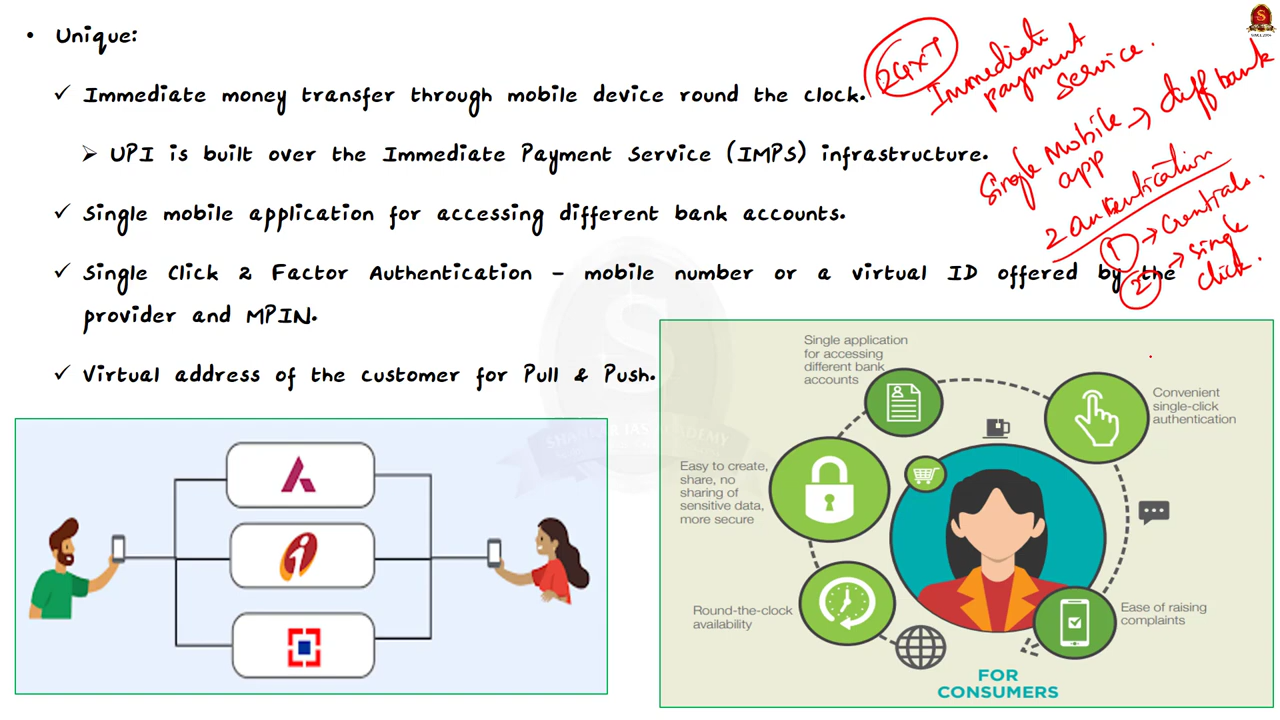 • Unique:
✓ Immediate money transfer through mobile device round the clock.
➢ UPI is built over the Immediate Payment Service (IMPS) infrastructure.
✓ Single mobile application for accessing different bank accounts.
✓ Single Click 2 Factor Authentication – mobile number or a virtual ID offered by the
provider and MPIN.
✓ Virtual address of the customer for Pull & Push.
24x7
Immediate
payment
service.
Single Mobile → diff bank
app
2 autentication
1 → Crentials.
2 → single
click.
SHANKAR IAS ACADEMY
Single application
for accessing
different bank
accounts
Convenient
single-click
authentication
Easy to create,
share, no
sharing of
sensitive data,
more secure
Round-the-clock
availability
Ease of raising
complaints
FOR
CONSUMERS